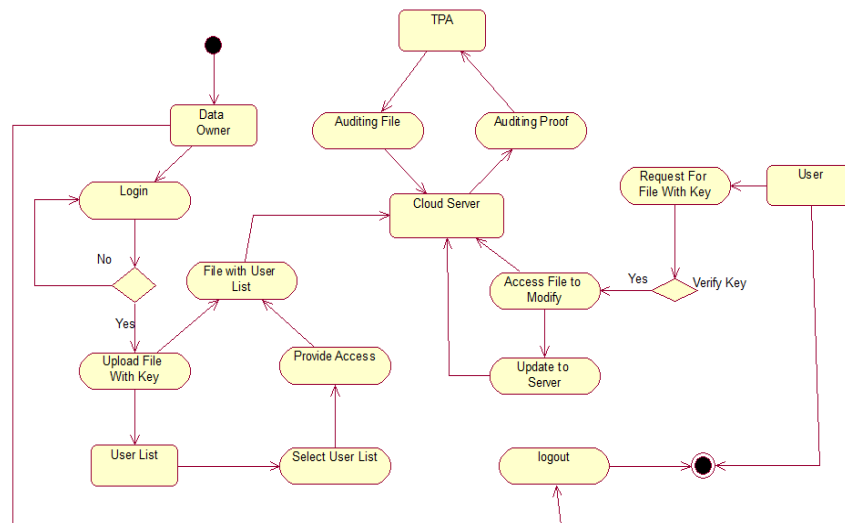 TPA
Data
Owner
Auditing File
Auditing Proof
Login
Cloud Server
Request For
File With Key
User
No
File with User
List
Access File to
Modify
Yes
Verify Key
Yes
Upload File
With Key
Provide Access
Update to
Server
User List
Select User List
logout